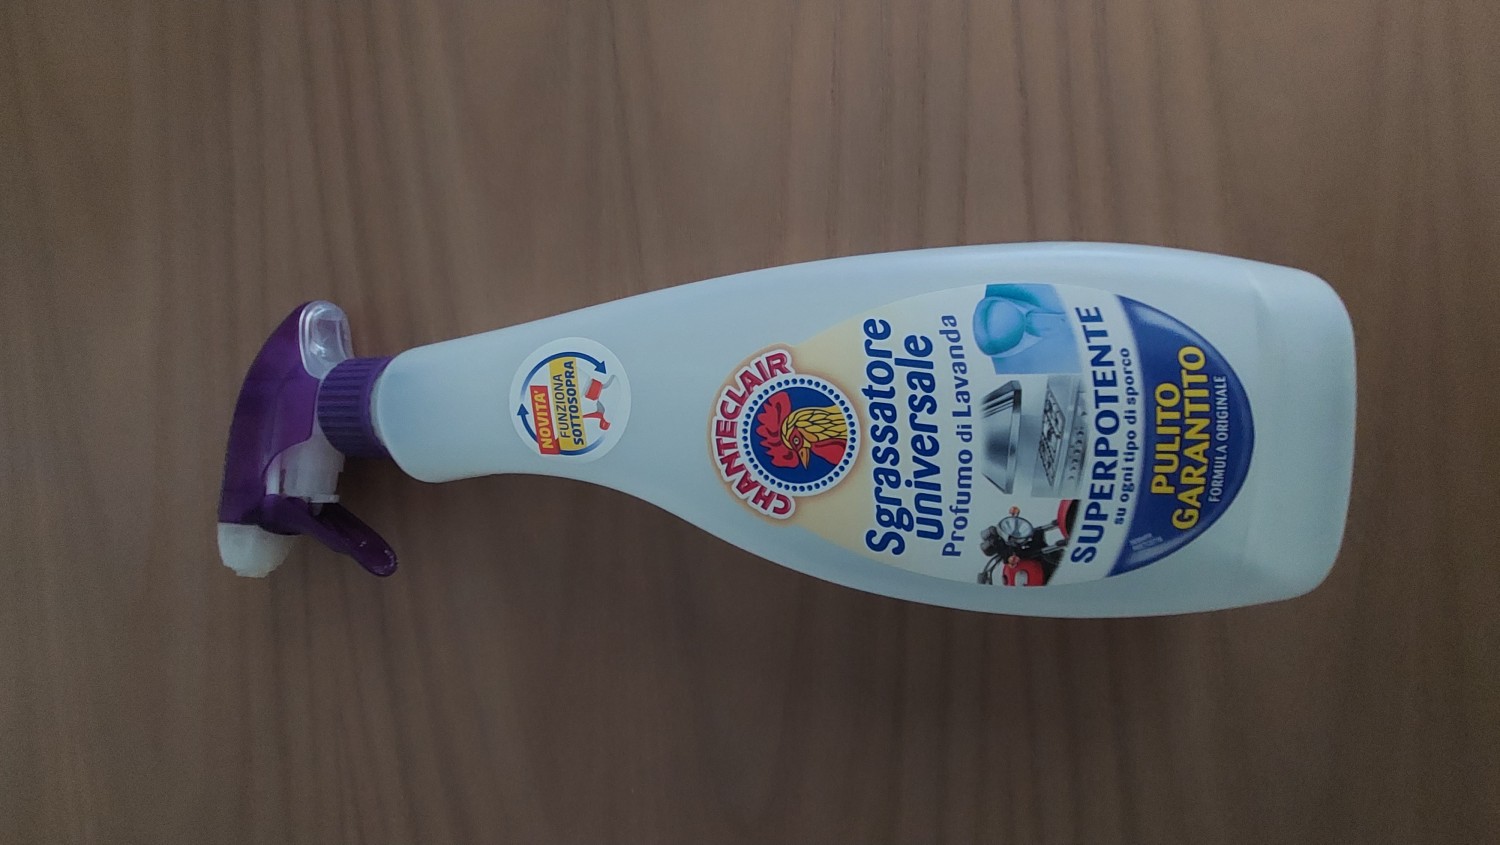 NOVITA'
FUNZIONA
SOTTOSOPRA
CHANTECLAIR
Sgrassatore
Universale
Profumo di Lavanda
SUPERPOTENTE
su ogni tipo di sporco
PULITO
GARANTITO
FORMULA ORIGINALE